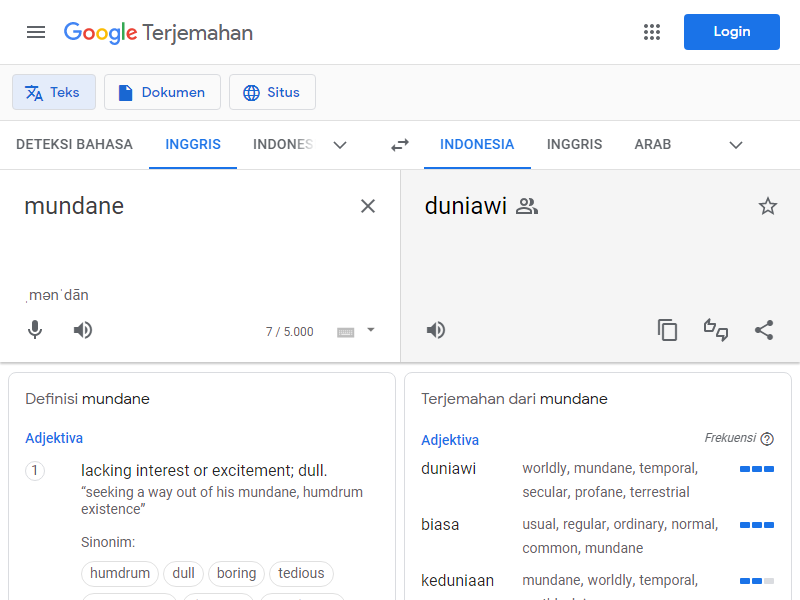 Google Terjemahan
Login
Teks
Dokumen
Situs
DETEKSI BAHASA
INGGRIS
INDONES
INDONESIA
INGGRIS
ARAB
mundane
duniawi
ˌmənˈdān
7 / 5.000
Definisi mundane
Adjektiva
1
lacking interest or excitement; dull.
“seeking a way out of his mundane, humdrum
existence”
Sinonim:
humdrum
dull
boring
tedious
Terjemahan dari mundane
Adjektiva
Frekuensi
duniawi
worldly, mundane, temporal,
secular, profane, terrestrial
biasa
usual, regular, ordinary, normal,
common, mundane
keduniaan
mundane, worldly, temporal,